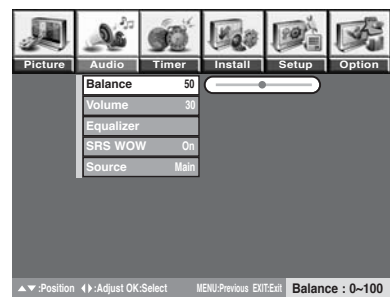 Picture Audio Timer Install Setup Option
Balance 50
Volume 30
Equalizer
SRS WOW On
Source Main
▲▼:Position ◀▶:Adjust OK:Select MENU:Previous EXIT:Exit Balance : 0~100